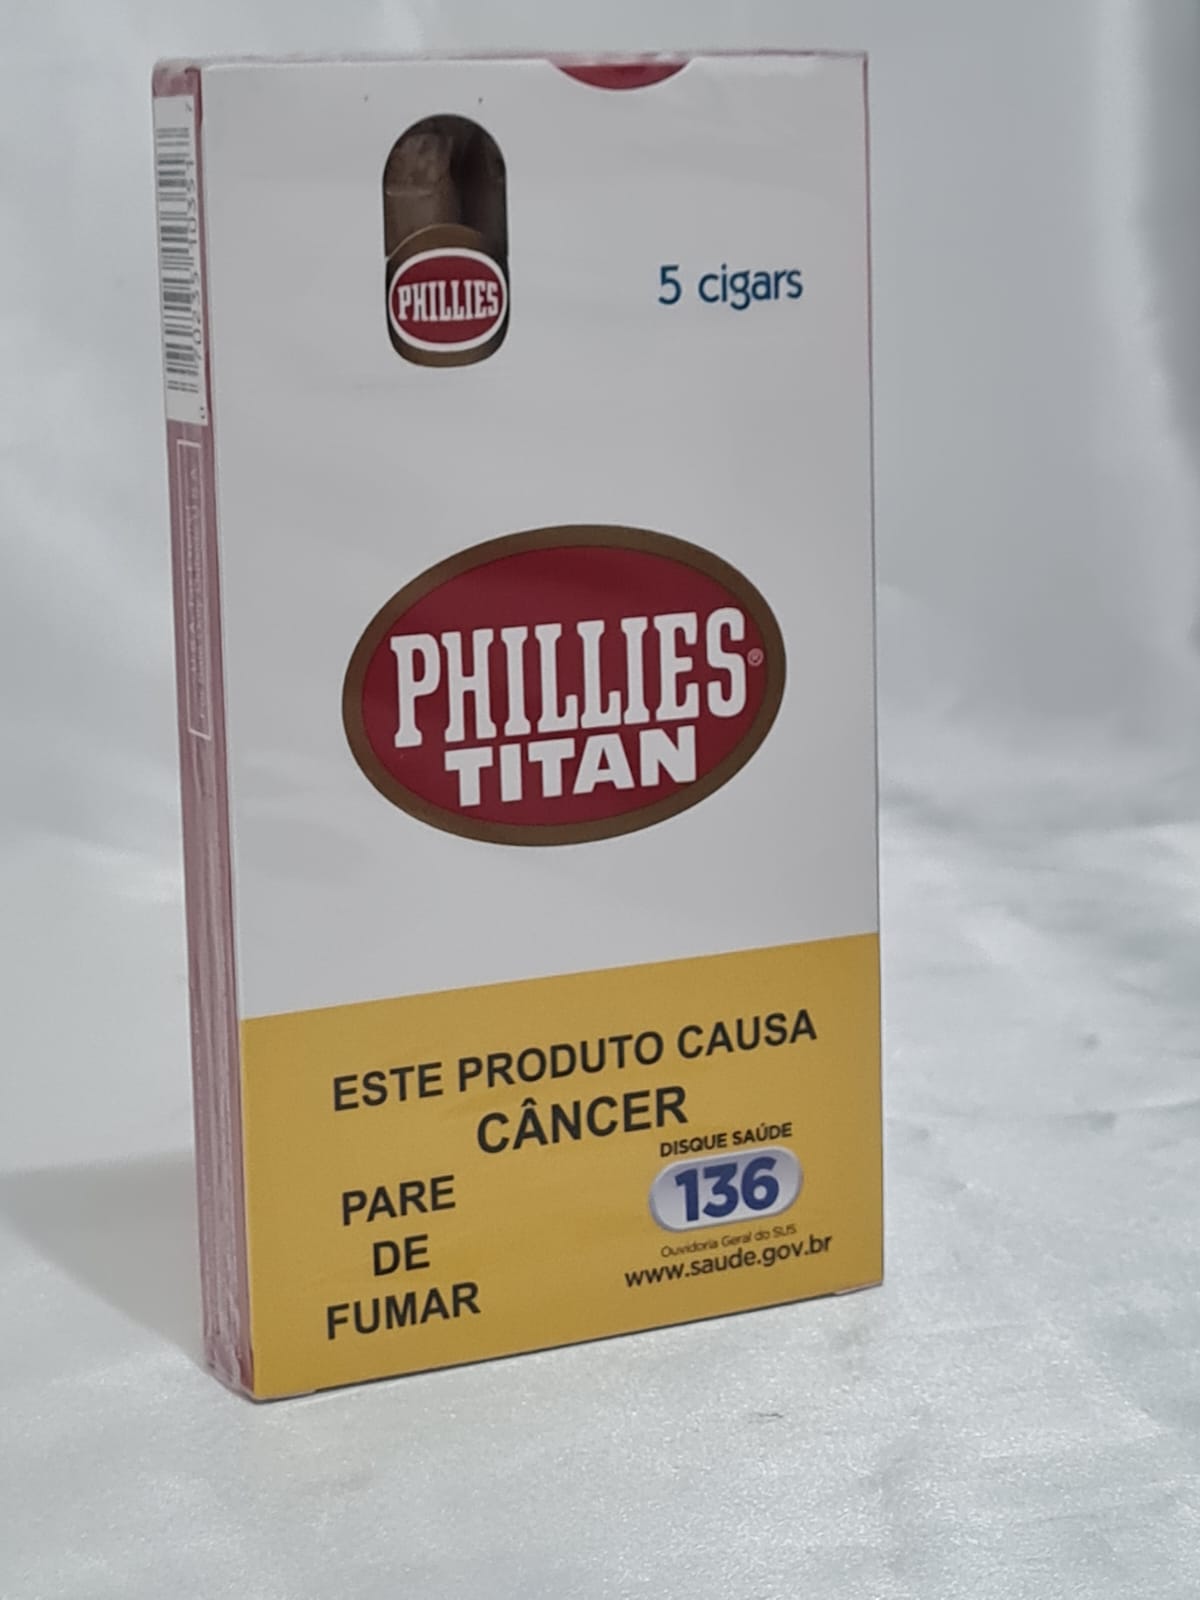 PHILLIES
5 cigars
PHILLIES®
TITAN
ESTE PRODUTO CAUSA
CÂNCER
DISQUE SAÚDE
136
Ouvidoria Geral do SUS
www.saude.gov.br
PARE
DE
FUMAR